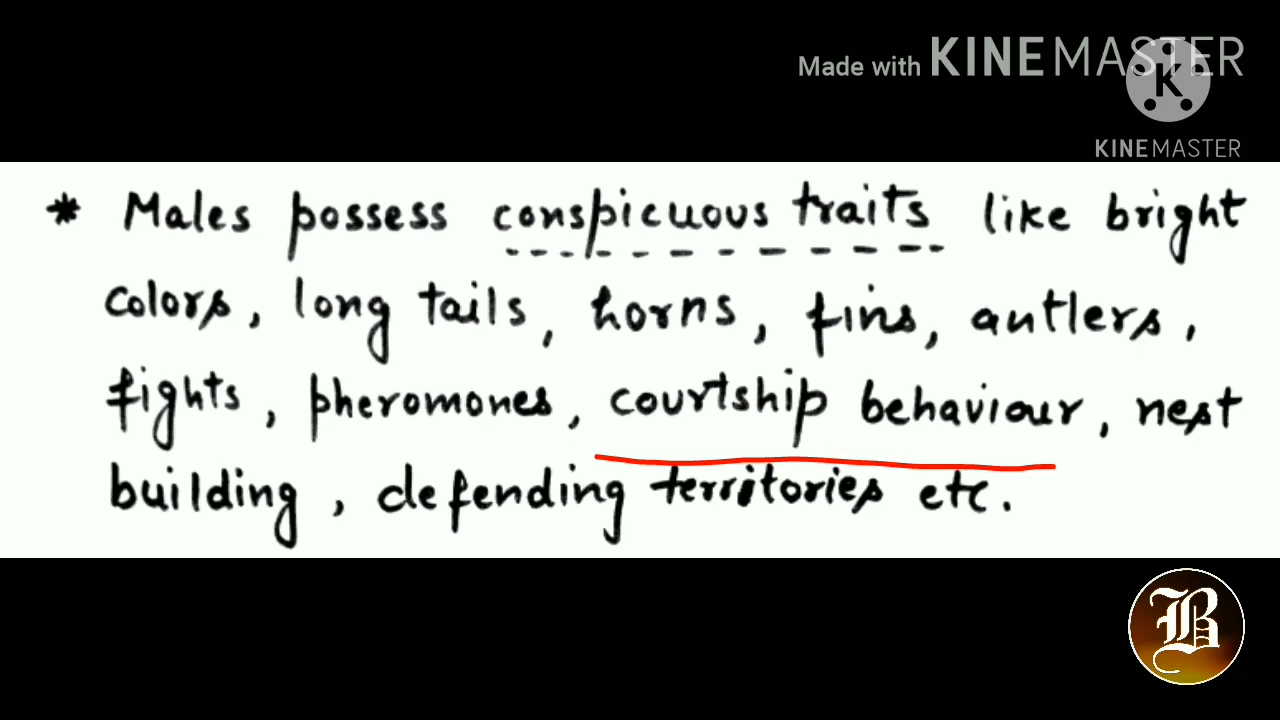 Made with KINEMASTER
K
KINEMASTER
* Males possess conspicuous traits like bright
colors, long tails, horns, fins, antlers,
fights, pheromones, courtship behaviour, nest
building, defending territories etc.
B